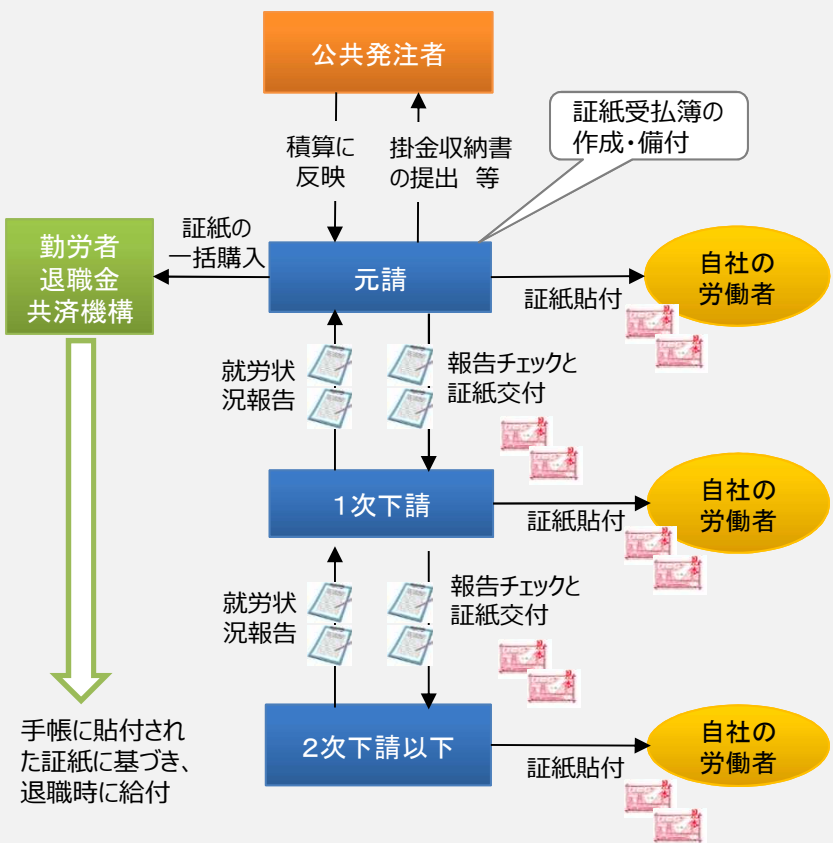 公共発注者
証紙受払簿の
作成・備付
積算に
反映
掛金収納書
の提出 等
勤労者
退職金
共済機構
証紙の
一括購入
元請
証紙貼付
自社の
労働者
就労状
況報告
報告チェックと
証紙交付
1次下請
証紙貼付
自社の
労働者
就労状
況報告
報告チェックと
証紙交付
2次下請以下
証紙貼付
自社の
労働者
手帳に貼付され
た証紙に基づき、
退職時に給付